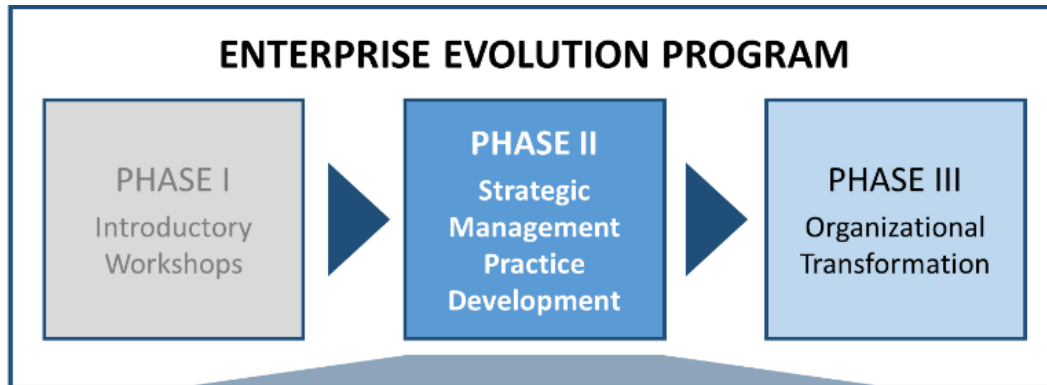 ENTERPRISE EVOLUTION PROGRAM
PHASE I
Introductory
Workshops
PHASE II
Strategic
Management
Practice
Development
PHASE III
Organizational
Transformation